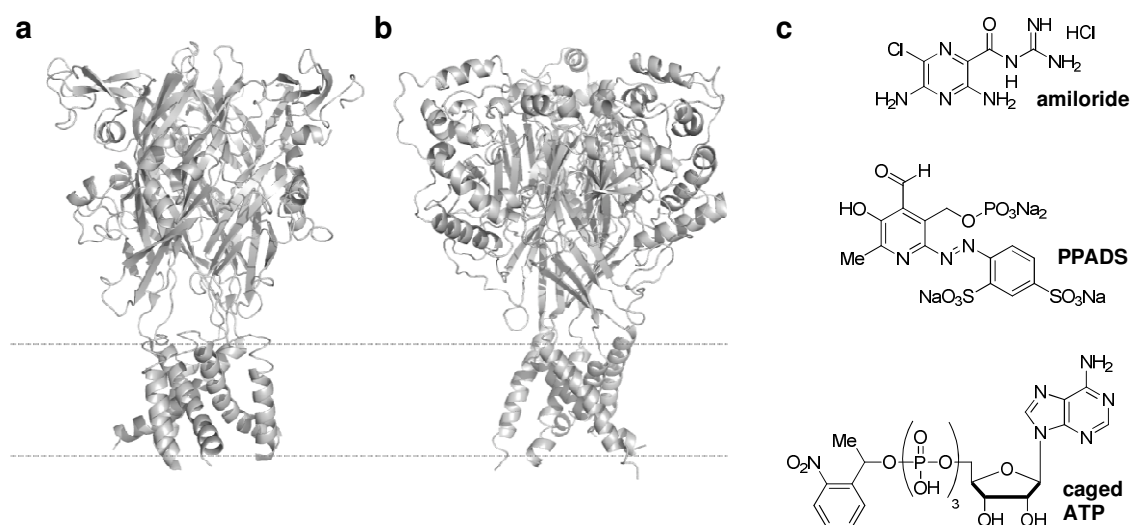 a
b
c
NH
O
HCl
Cl
N
N
NH2
H
H2N
N
NH2
amiloride
O
H
HO
O
PO3Na2
Me
N
N
N
PPADS
NaO3S
SO3Na
NH2
N
N
N
N
Me
O
O2N
O
P
O
O
OH
3
OH
OH
caged
ATP